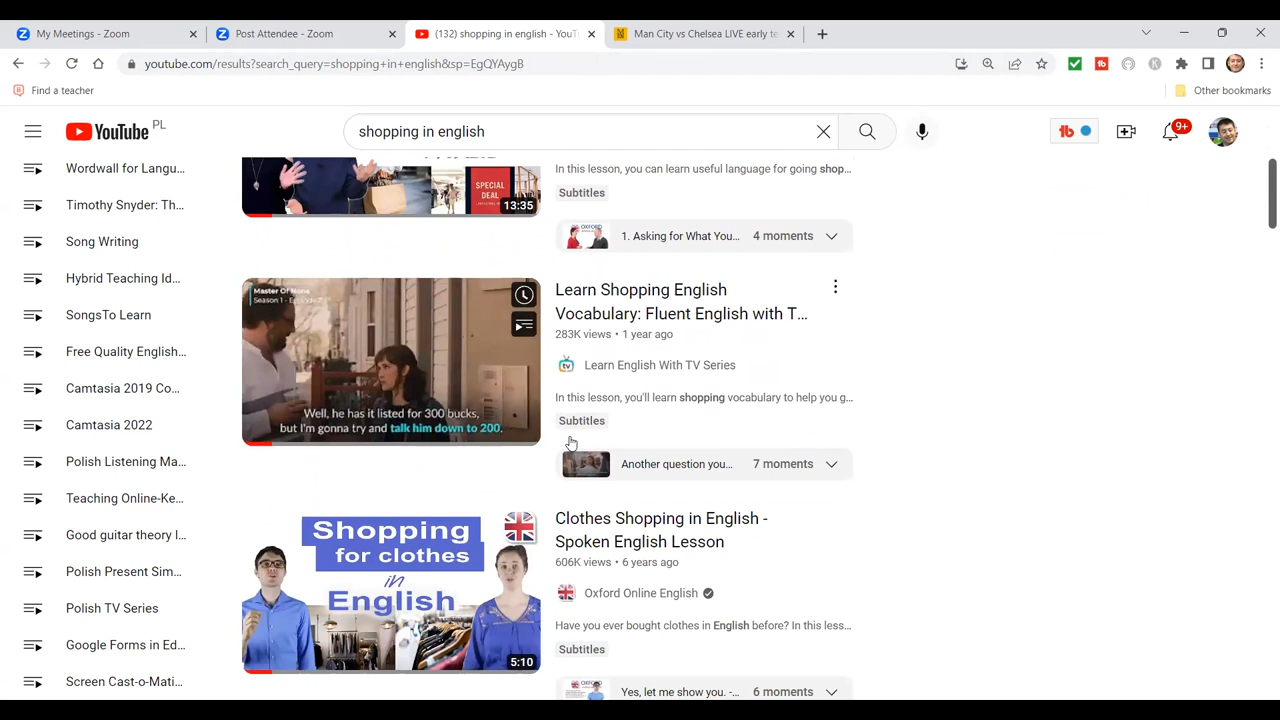 My Meetings - Zoom
Post Attendee - Zoom
(132) shopping in english - YouT
Man City vs Chelsea LIVE early te
youtube.com/results?search_query=shopping+in+english&sp=EgQYAygB
Find a teacher
Other bookmarks
YouTube PL
shopping in english
9+
Wordwall for Langu...
Timothy Snyder: Th...
Song Writing
Hybrid Teaching Id...
SongsTo Learn
Free Quality English...
Camtasia 2019 Co...
Camtasia 2022
Polish Listening Ma...
Teaching Online-Ke...
Good guitar theory l...
Polish Present Sim...
Polish TV Series
Google Forms in Ed...
Screen Cast-o-Mati...
SPECIAL
DEAL
13:35
In this lesson, you can learn useful language for going shop...
Subtitles
1. Asking for What You... 4 moments
Master Of None
Well, he has it listed for 300 bucks,
but I'm gonna try and talk him down to 200.
Learn Shopping English
Vocabulary: Fluent English with T...
283K views • 1 year ago
Learn English With TV Series
In this lesson, you'll learn shopping vocabulary to help you g...
Subtitles
Another question you... 7 moments
Shopping
for clothes
in
English
5:10
Clothes Shopping in English -
Spoken English Lesson
606K views • 6 years ago
Oxford Online English
Have you ever bought clothes in English before? In this less...
Subtitles
Yes, let me show you. -... 6 moments